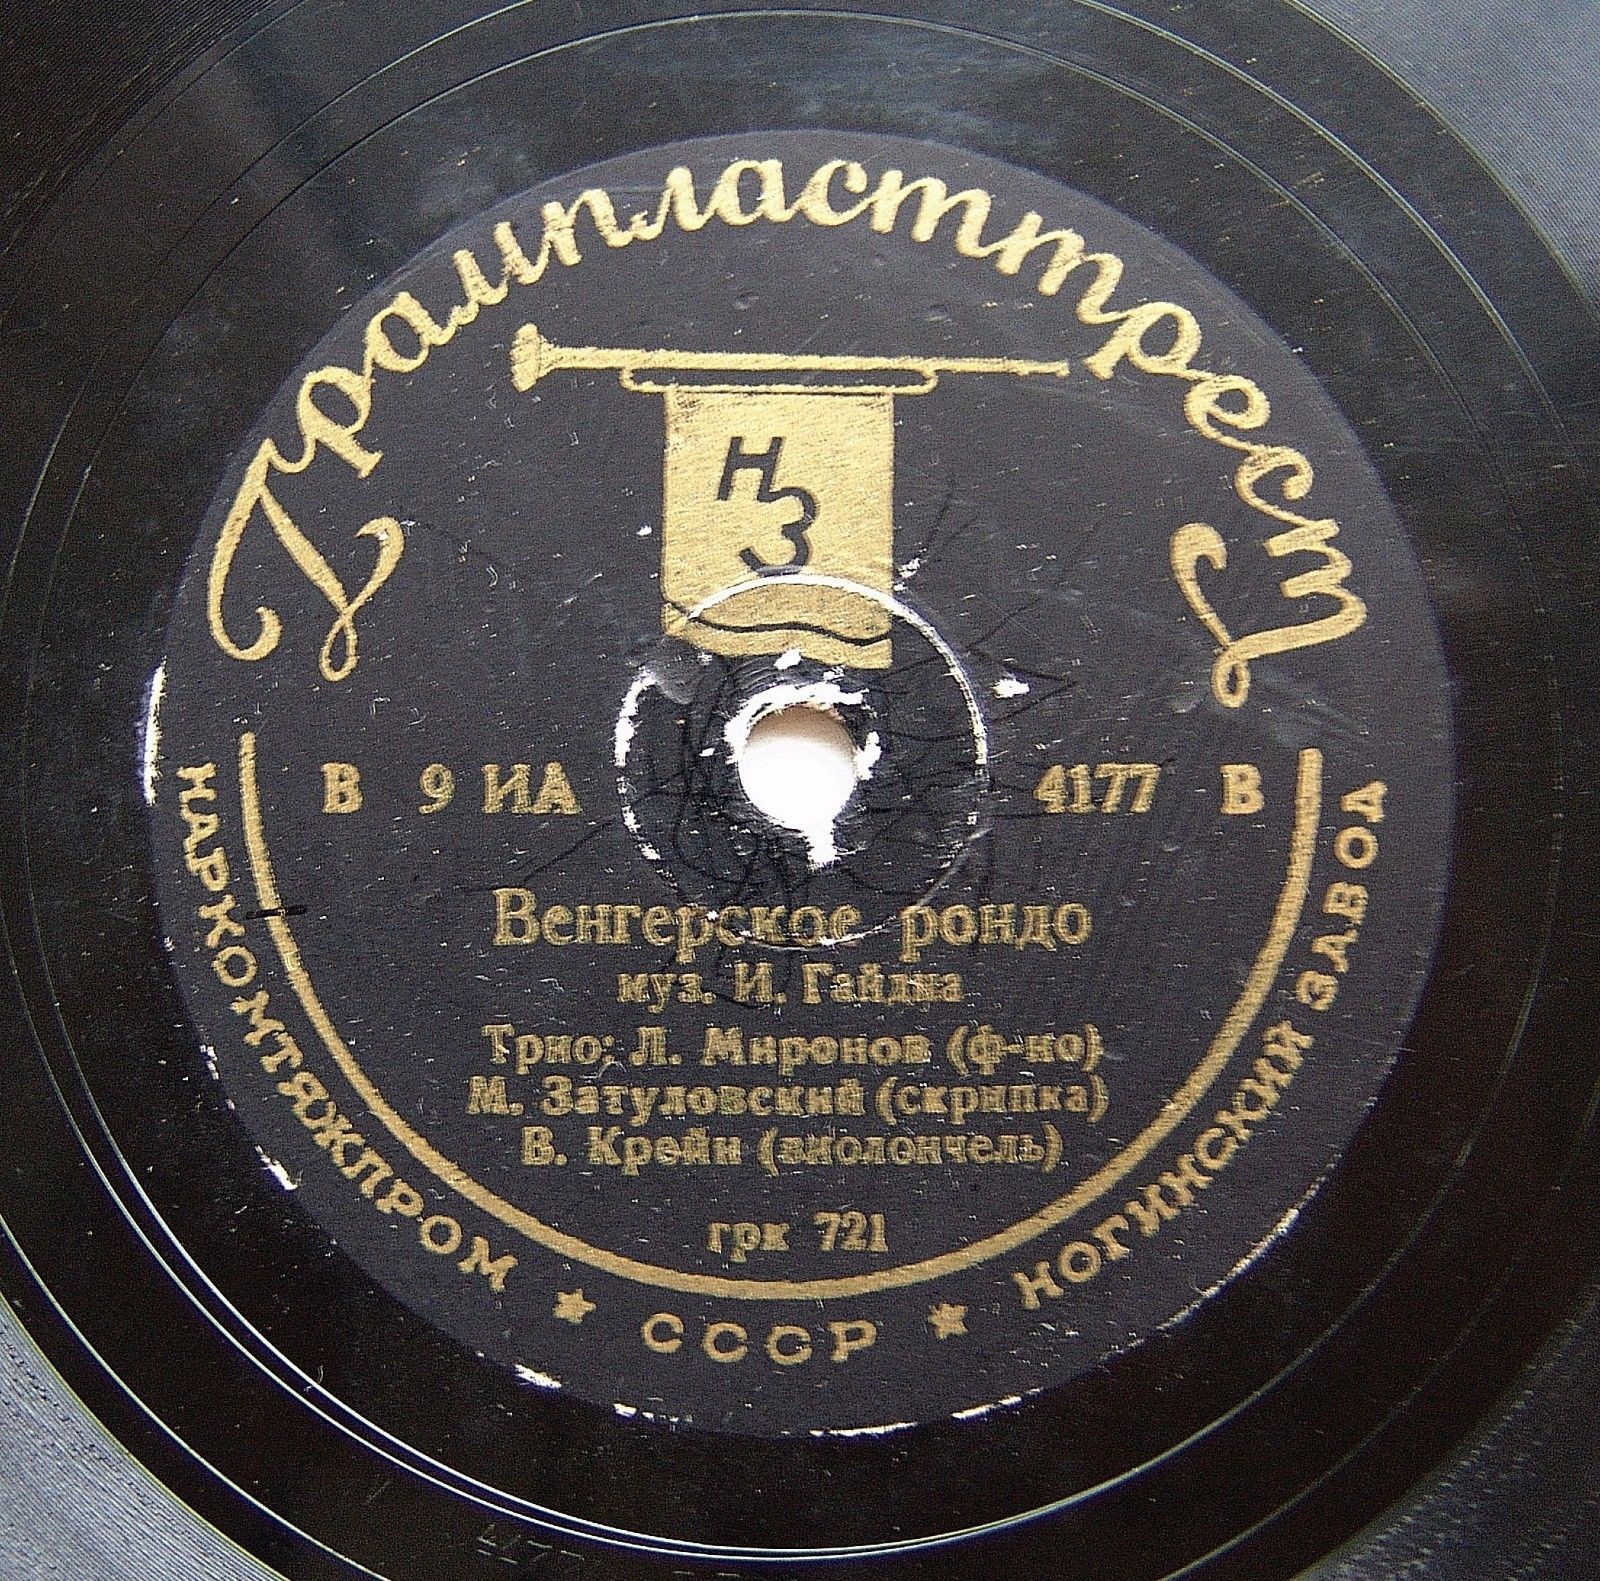 Грампласттрест
НЗ
В 9 ИА 4177 В
Венгерское рондо
муз. И. Гайдна
Трио: Л. Миронов (ф-но)
М. Затуловский (скрипка)
В. Крейн (виолончель)
грк 721
НАРКОМТЯЖПРОМ ★ СССР ★ НОГИНСКИЙ ЗАВОД